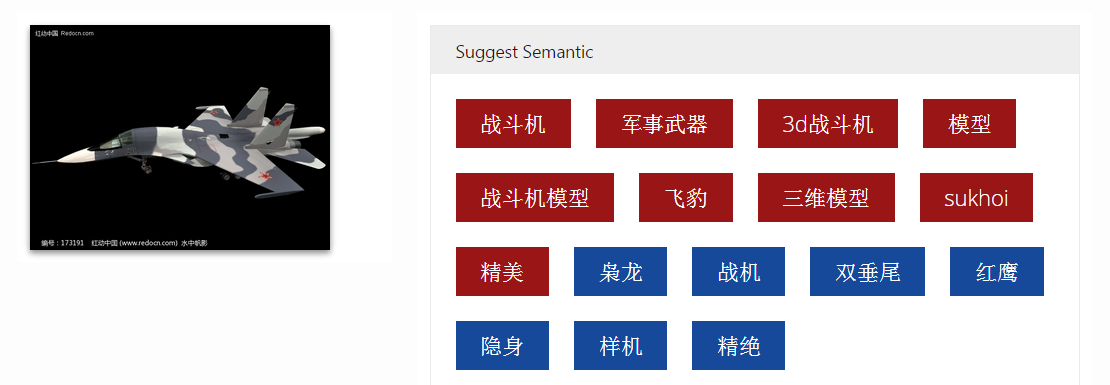 红动中国 Redocn.com
编号：173191 红动中国 (www.redocn.com) 水中帆影
Suggest Semantic
战斗机 军事武器 3d战斗机 模型
战斗机模型 飞豹 三维模型 sukhoi
精美 枭龙 战机 双垂尾 红鹰
隐身 样机 精绝